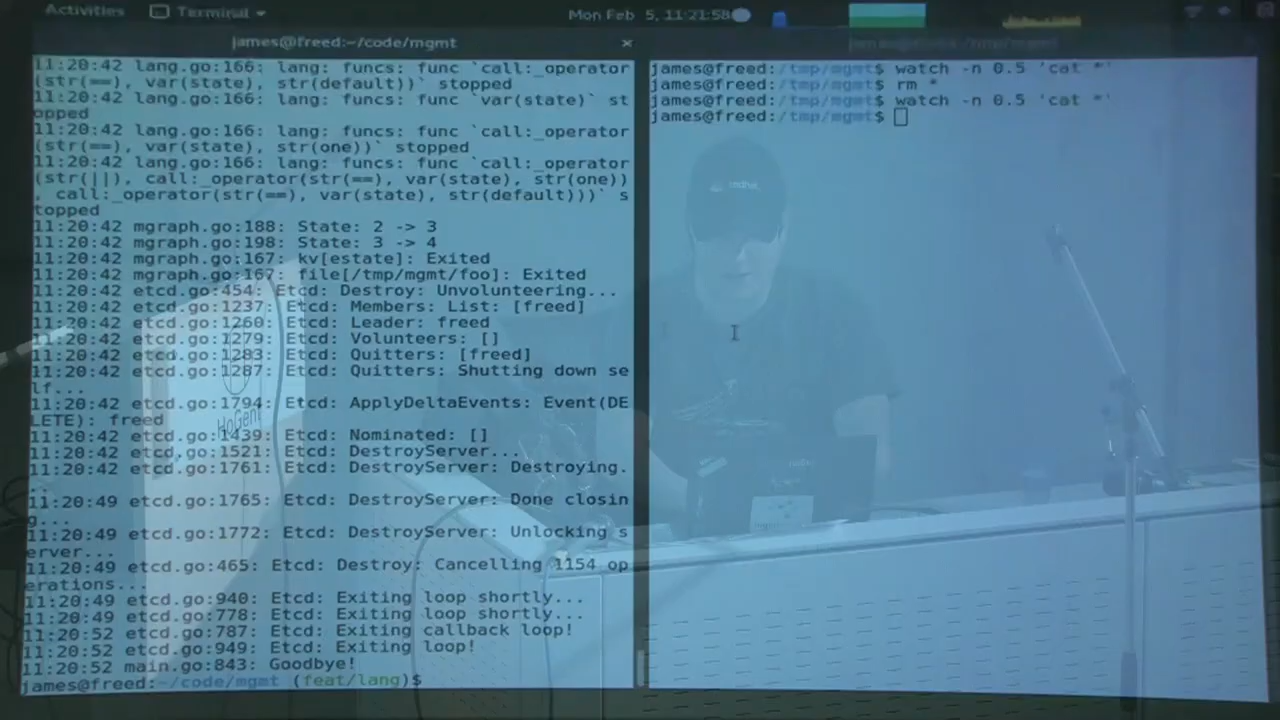 Activities Terminal Mon Feb 5, 11:21:58
james@freed:~/code/mgmt ×
11:20:42 lang.go:166: lang: funcs: func `call:_operator
(str(==), var(state), str(default))` stopped
11:20:42 lang.go:166: lang: funcs: func `var(state)` st
opped
11:20:42 lang.go:166: lang: funcs: func `call:_operator
(str(==), var(state), str(one))` stopped
11:20:42 lang.go:166: lang: funcs: func `call:_operator
(str(||), call:_operator(str(==), var(state), str(one))
, call:_operator(str(==), var(state), str(default)))` s
topped
11:20:42 mgraph.go:188: State: 2 -> 3
11:20:42 mgraph.go:198: State: 3 -> 4
11:20:42 mgraph.go:167: kv[estate]: Exited
11:20:42 mgraph.go:167: file[/tmp/mgmt/foo]: Exited
11:20:42 etcd.go:454: Etcd: Destroy: Unvolunteering...
11:20:42 etcd.go:1237: Etcd: Members: List: [freed]
11:20:42 etcd.go:1260: Etcd: Leader: freed
11:20:42 etcd.go:1279: Etcd: Volunteers: []
11:20:42 etcd.go:1283: Etcd: Quitters: [freed]
11:20:42 etcd.go:1287: Etcd: Quitters: Shutting down se
lf...
11:20:42 etcd.go:1794: Etcd: ApplyDeltaEvents: Event(DE
LETE): freed
11:20:42 etcd.go:1439: Etcd: Nominated: []
11:20:42 etcd.go:1521: Etcd: DestroyServer...
11:20:42 etcd.go:1761: Etcd: DestroyServer: Destroying.
..
11:20:49 etcd.go:1765: Etcd: DestroyServer: Done closin
g...
11:20:49 etcd.go:1772: Etcd: DestroyServer: Unlocking s
erver...
11:20:49 etcd.go:465: Etcd: Destroy: Cancelling 1154 op
erations...
11:20:49 etcd.go:940: Etcd: Exiting loop shortly...
11:20:49 etcd.go:778: Etcd: Exiting loop shortly...
11:20:52 etcd.go:787: Etcd: Exiting callback loop!
11:20:52 etcd.go:949: Etcd: Exiting loop!
11:20:52 main.go:843: Goodbye!
james@freed:~/code/mgmt (feat/lang)$
james@freed:/tmp/mgmt$ watch -n 0.5 'cat *'
james@freed:/tmp/mgmt$ rm *
james@freed:/tmp/mgmt$ watch -n 0.5 'cat *'
james@freed:/tmp/mgmt$
redhat
HoGent